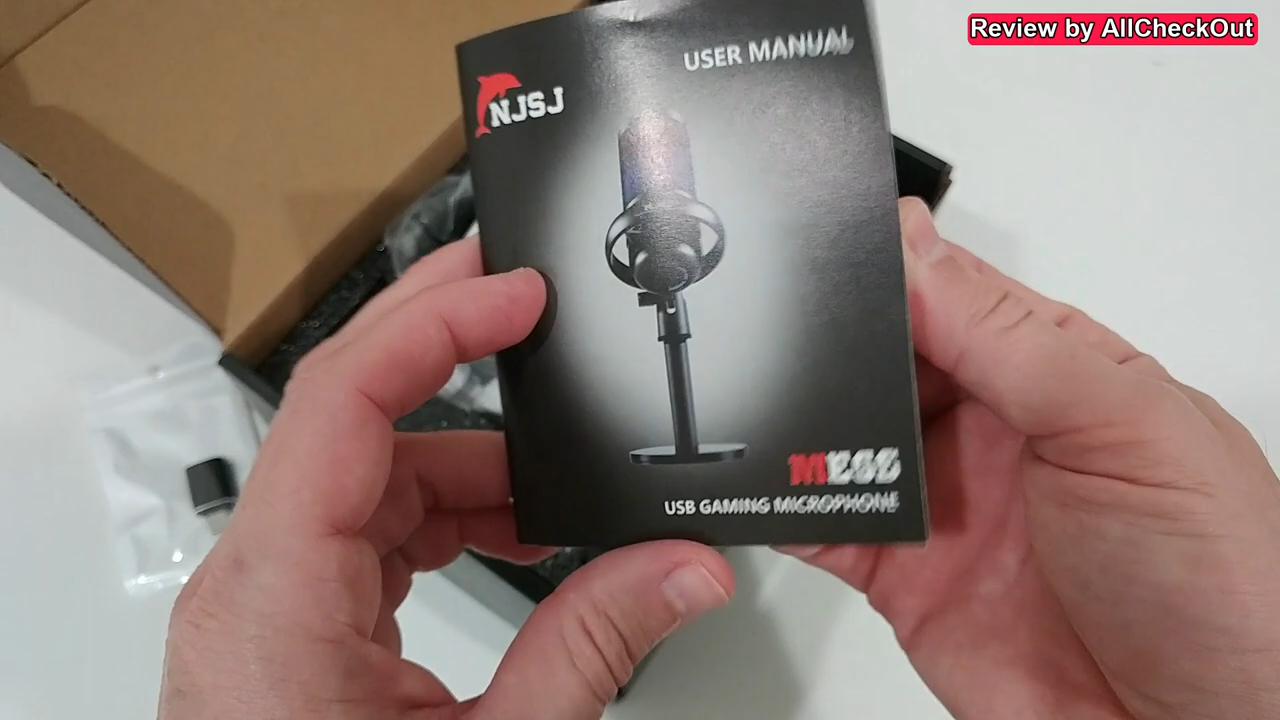 Review by AllCheckOut
USER MANUAL
NJSJ
USB GAMING MICROPHONE